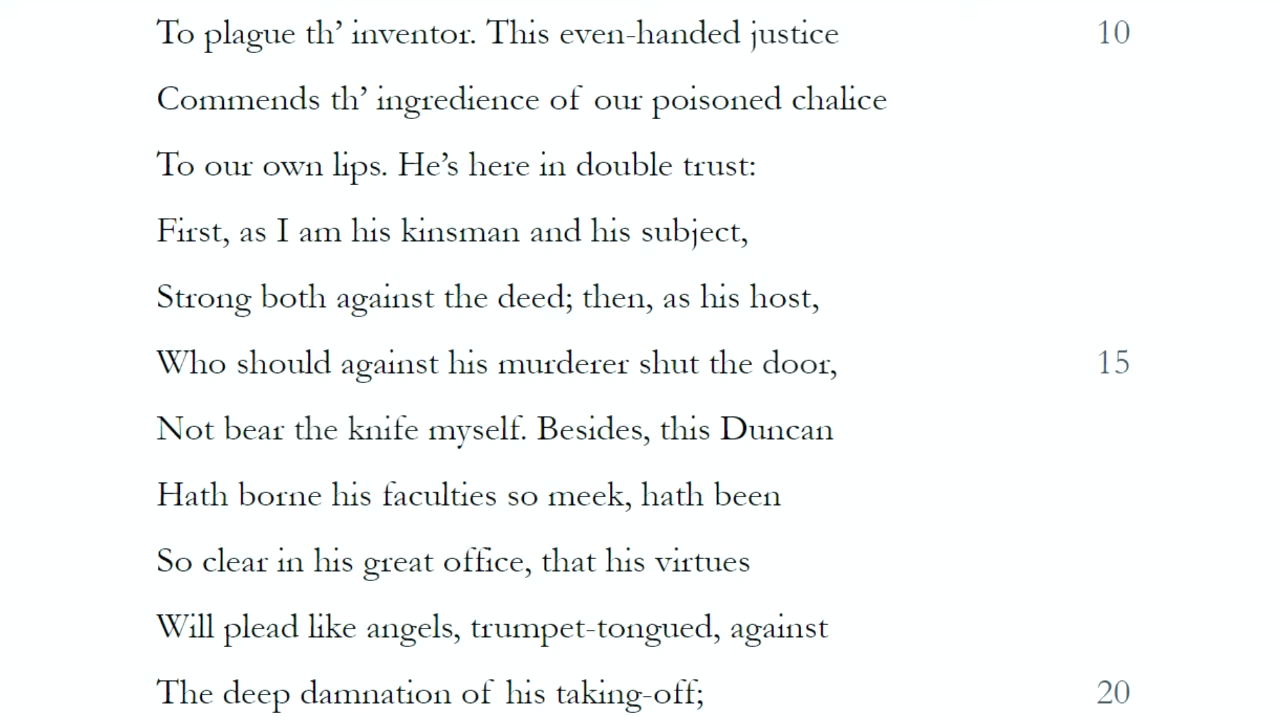 To plague th’ inventor. This even-handed justice 10
Commends th’ ingredience of our poisoned chalice
To our own lips. He’s here in double trust:
First, as I am his kinsman and his subject,
Strong both against the deed; then, as his host,
Who should against his murderer shut the door, 15
Not bear the knife myself. Besides, this Duncan
Hath borne his faculties so meek, hath been
So clear in his great office, that his virtues
Will plead like angels, trumpet-tongued, against
The deep damnation of his taking-off; 20